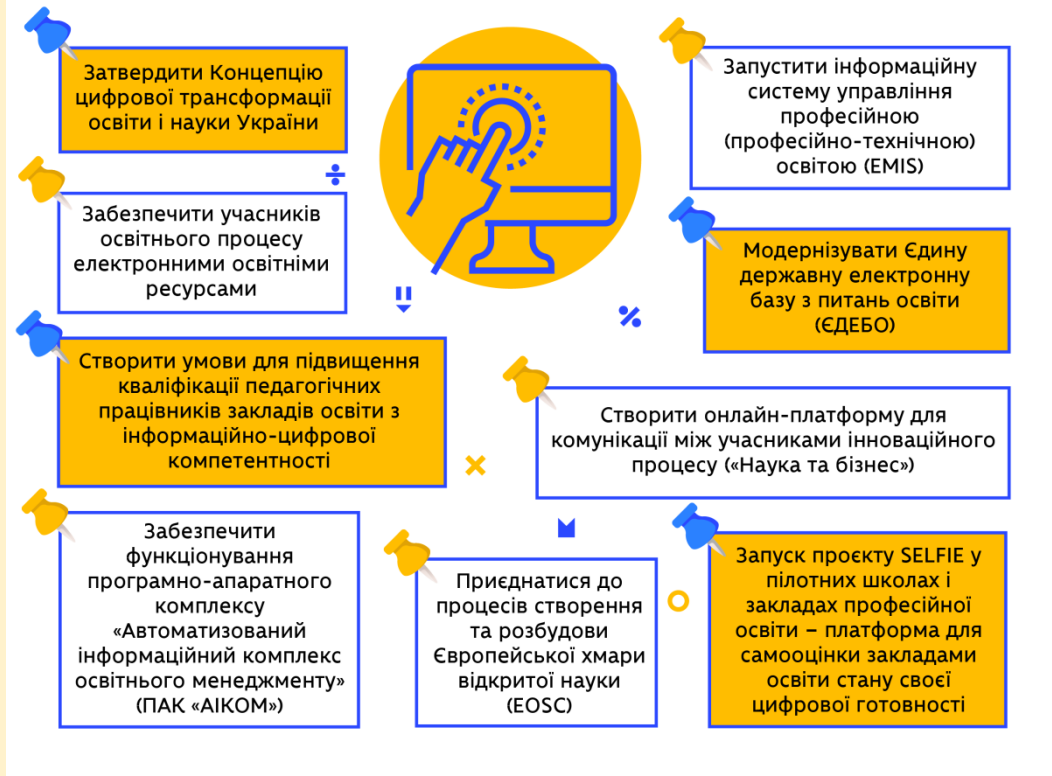 Затвердити Концепцію
цифрової трансформації
освіти і науки України
Забезпечити учасників
освітнього процесу
електронними освітніми
ресурсами
Створити умови для підвищення
кваліфікації педагогічних
працівників закладів освіти з
інформаційно-цифрової
компетентності
Забезпечити
функціонування
програмно-апаратного
комплексу
«Автоматизований
інформаційний комплекс
освітнього менеджменту»
(ПАК «АІКОМ»)
Запустити інформаційну
систему управління
професійною
(професійно-технічною)
освітою (EMIS)
Модернізувати Єдину
державну електронну
базу з питань освіти
(ЄДЕБО)
Створити онлайн-платформу для
комунікації між учасниками інноваційного
процесу («Наука та бізнес»)
Приєднатися до
процесів створення
та розбудови
Європейської хмари
відкритої науки
(EOSC)
Запуск проєкту SELFIE у
пілотних школах і
закладах професійної
освіти – платформа для
самооцінки закладами
освіти стану своєї
цифрової готовності